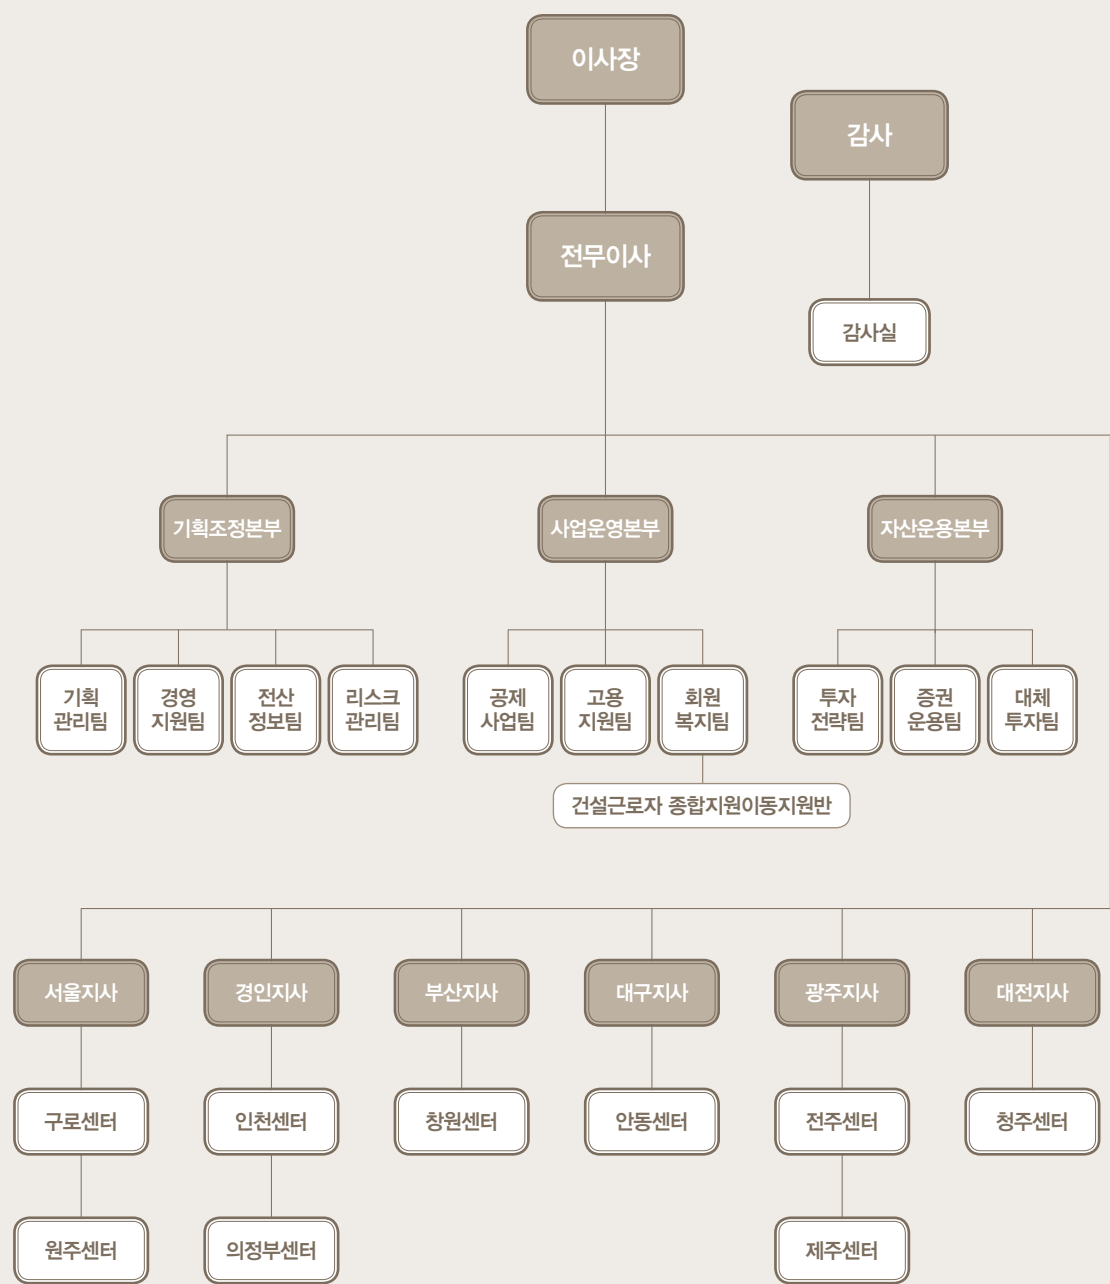 이사장
감사
전무이사
감사실
기획조정본부
사업운영본부
자산운용본부
기획
관리팀
경영
지원팀
전산
정보팀
리스크
관리팀
공제
사업팀
고용
지원팀
회원
복지팀
투자
전략팀
증권
운용팀
대체
투자팀
건설근로자 종합지원이동지원반
서울지사
경인지사
부산지사
대구지사
광주지사
대전지사
구로센터
인천센터
창원센터
안동센터
전주센터
청주센터
원주센터
의정부센터
제주센터